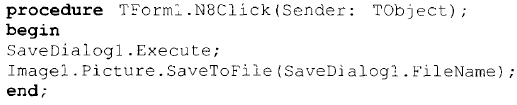 procedure TForm1.N8Click(Sender: TObject);
begin
SaveDialog1.Execute;
Image1.Picture.SaveToFile(SaveDialog1.FileName);
end;